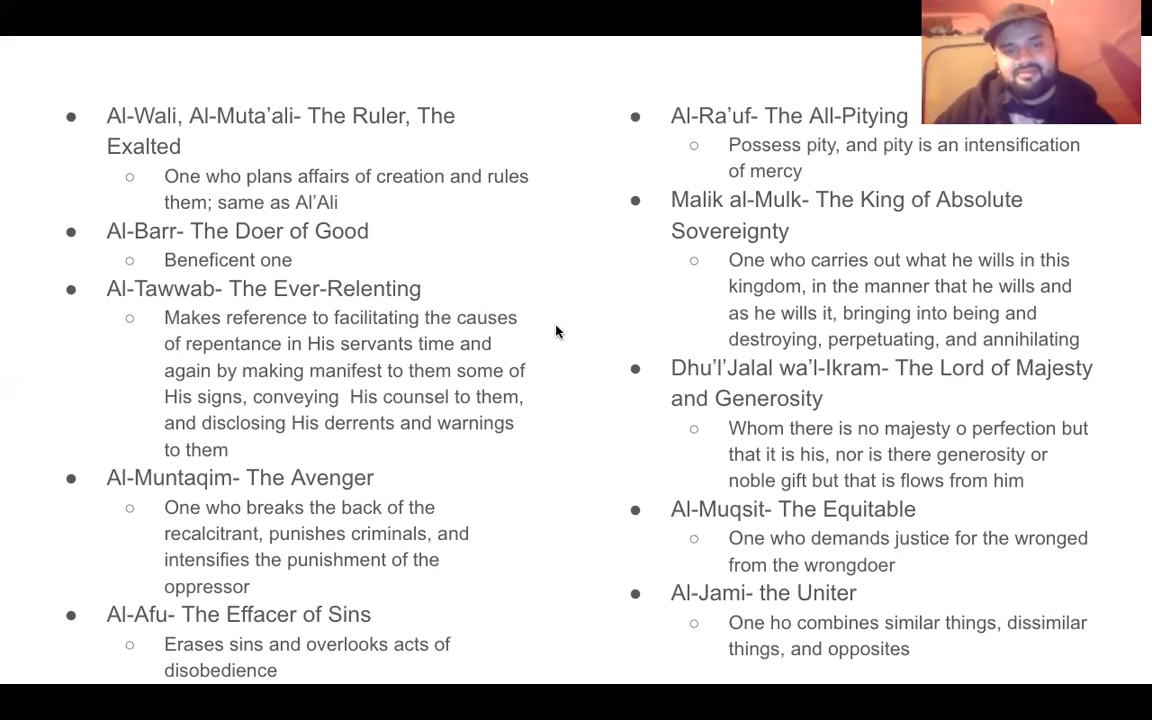 ● Al-Wali, Al-Muta’ali- The Ruler, The
Exalted
○ One who plans affairs of creation and rules
them; same as Al’Ali
● Al-Barr- The Doer of Good
○ Beneficent one
● Al-Tawwab- The Ever-Relenting
○ Makes reference to facilitating the causes
of repentance in His servants time and
again by making manifest to them some of
His signs, conveying  His counsel to them,
and disclosing His derrents and warnings
to them
● Al-Muntaqim- The Avenger
○ One who breaks the back of the
recalcitrant, punishes criminals, and
intensifies the punishment of the
oppressor
● Al-Afu- The Effacer of Sins
○ Erases sins and overlooks acts of
disobedience
● Al-Ra’uf- The All-Pitying
○ Possess pity, and pity is an intensification
of mercy
● Malik al-Mulk- The King of Absolute
Sovereignty
○ One who carries out what he wills in this
kingdom, in the manner that he wills and
as he wills it, bringing into being and
destroying, perpetuating, and annihilating
● Dhu’l’Jalal wa’l-Ikram- The Lord of Majesty
and Generosity
○ Whom there is no majesty o perfection but
that it is his, nor is there generosity or
noble gift but that is flows from him
● Al-Muqsit- The Equitable
○ One who demands justice for the wronged
from the wrongdoer
● Al-Jami- the Uniter
○ One ho combines similar things, dissimilar
things, and opposites